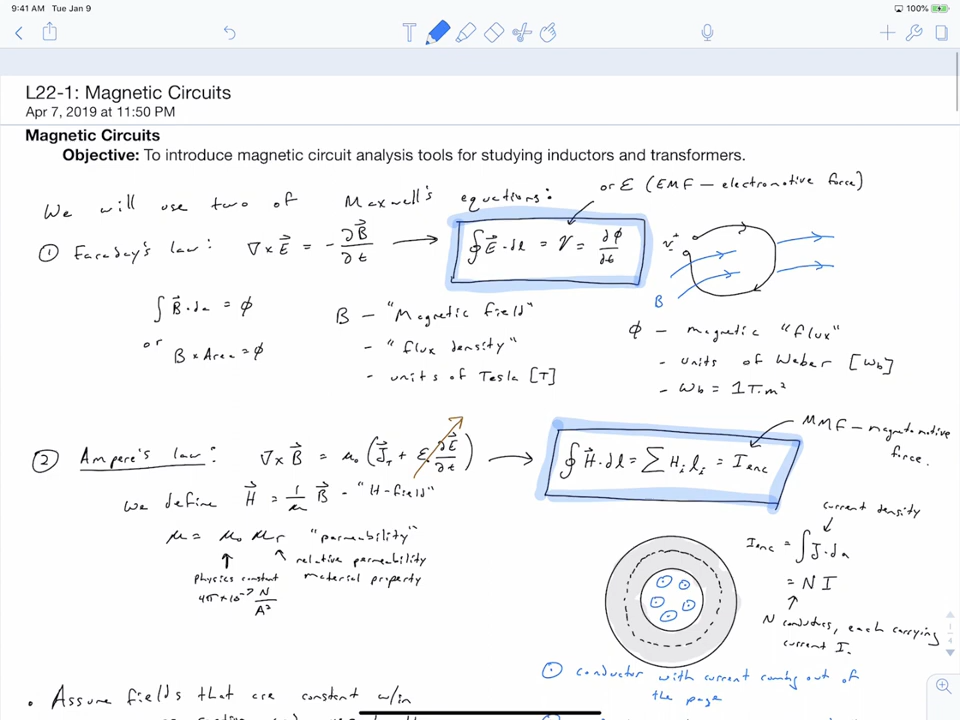 9:41 AM Tue Jan 9
100%
L22-1: Magnetic Circuits
Apr 7, 2019 at 11:50 PM
Magnetic Circuits
Objective: To introduce magnetic circuit analysis tools for studying inductors and transformers.
We will use two of Maxwell's equations:
or ℰ (EMF – electromotive force)
① Faraday's law: ∇×E⃗ = -∂B⃗/∂t → ∮E⃗·dl = V = ∂ϕ/∂t
v + -
B
∫B⃗·da = ϕ
or
B × Area = ϕ
B – "Magnetic Field"
- "flux density"
- units of Tesla [T]
ϕ – magnetic "flux"
- units of Weber [Wb]
- Wb = 1 T·m²
② Ampere's law: ∇×B⃗ = μ₀(J⃗_T + ε₀ ∂E⃗/∂t) → ∮H⃗·dl = ∑Hᵢlᵢ = I_enc
MMF – magnetomotive force.
we define H⃗ = 1/μ B⃗ - "H-field"
μ = μ₀ μr "permeability"
physics constant
4π×10⁻⁷ N/A²
relative permeability
material property
current density
I_enc = ∫J⃗·da
= N I
N conductors, each carrying
current I.
⊙ conductor with current coming out of
the page
• Assume fields that are constant w/in